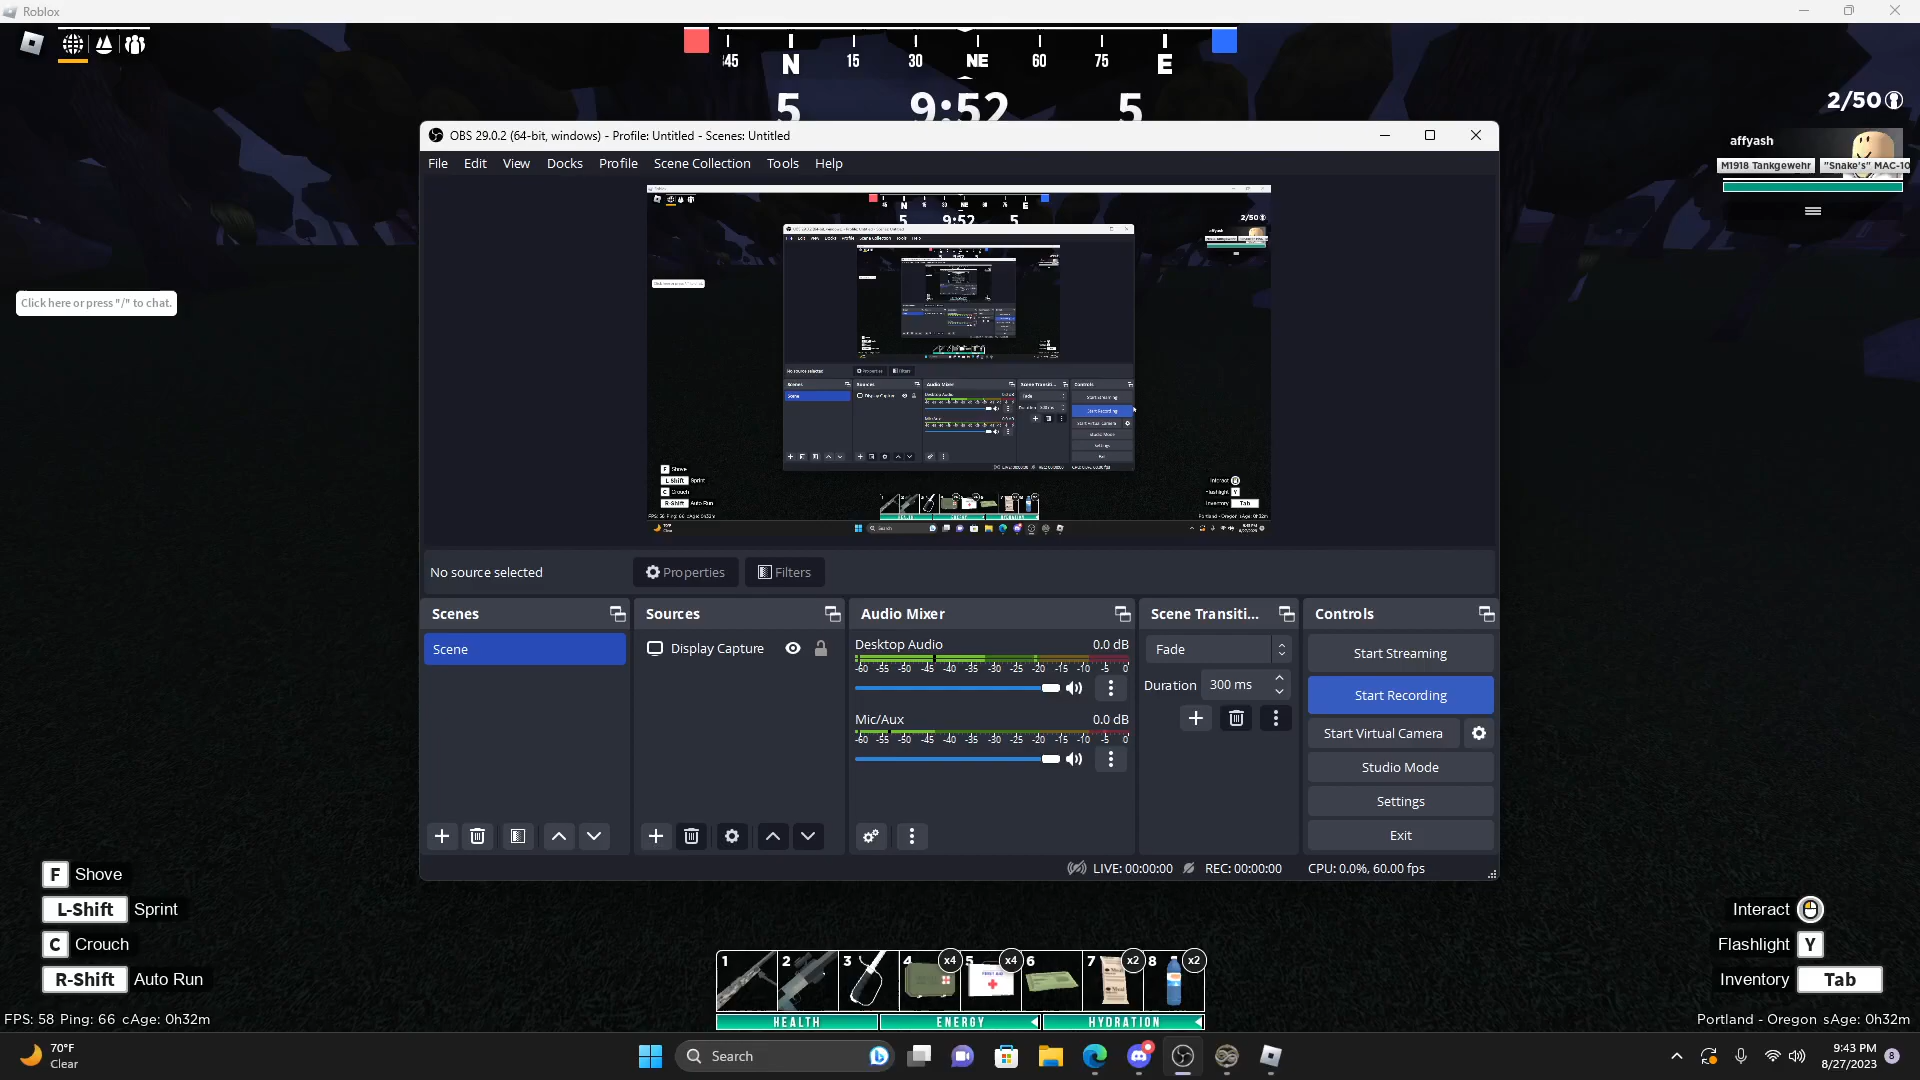 Roblox
345 N 15 30 NE 60 75 E
5 9:52 5
2/50
affyash
M1918 Tankgewehr "Snake's" MAC-10
Click here or press "/" to chat.
OBS 29.0.2 (64-bit, windows) - Profile: Untitled - Scenes: Untitled
File Edit View Docks Profile Scene Collection Tools Help
No source selected Properties Filters
Scenes
Scene
Sources
Display Capture
Audio Mixer
Desktop Audio 0.0 dB
-60 -55 -50 -45 -40 -35 -30 -25 -20 -15 -10 -5 0
Mic/Aux 0.0 dB
-60 -55 -50 -45 -40 -35 -30 -25 -20 -15 -10 -5 0
Scene Transiti...
Fade
Duration 300 ms
Controls
Start Streaming
Start Recording
Start Virtual Camera
Studio Mode
Settings
Exit
LIVE: 00:00:00 REC: 00:00:00 CPU: 0.0%, 60.00 fps
F Shove
L-Shift Sprint
C Crouch
R-Shift Auto Run
FPS: 58 Ping: 66 cAge: 0h32m
1 2 3 4 x4 5 x4 6 7 x2 8 x2
FIRST AID
HEALTH ENERGY HYDRATION
Interact
Flashlight Y
Inventory Tab
Portland - Oregon sAge: 0h32m
70°F
Clear
Search
9:43 PM
8/27/2023
8